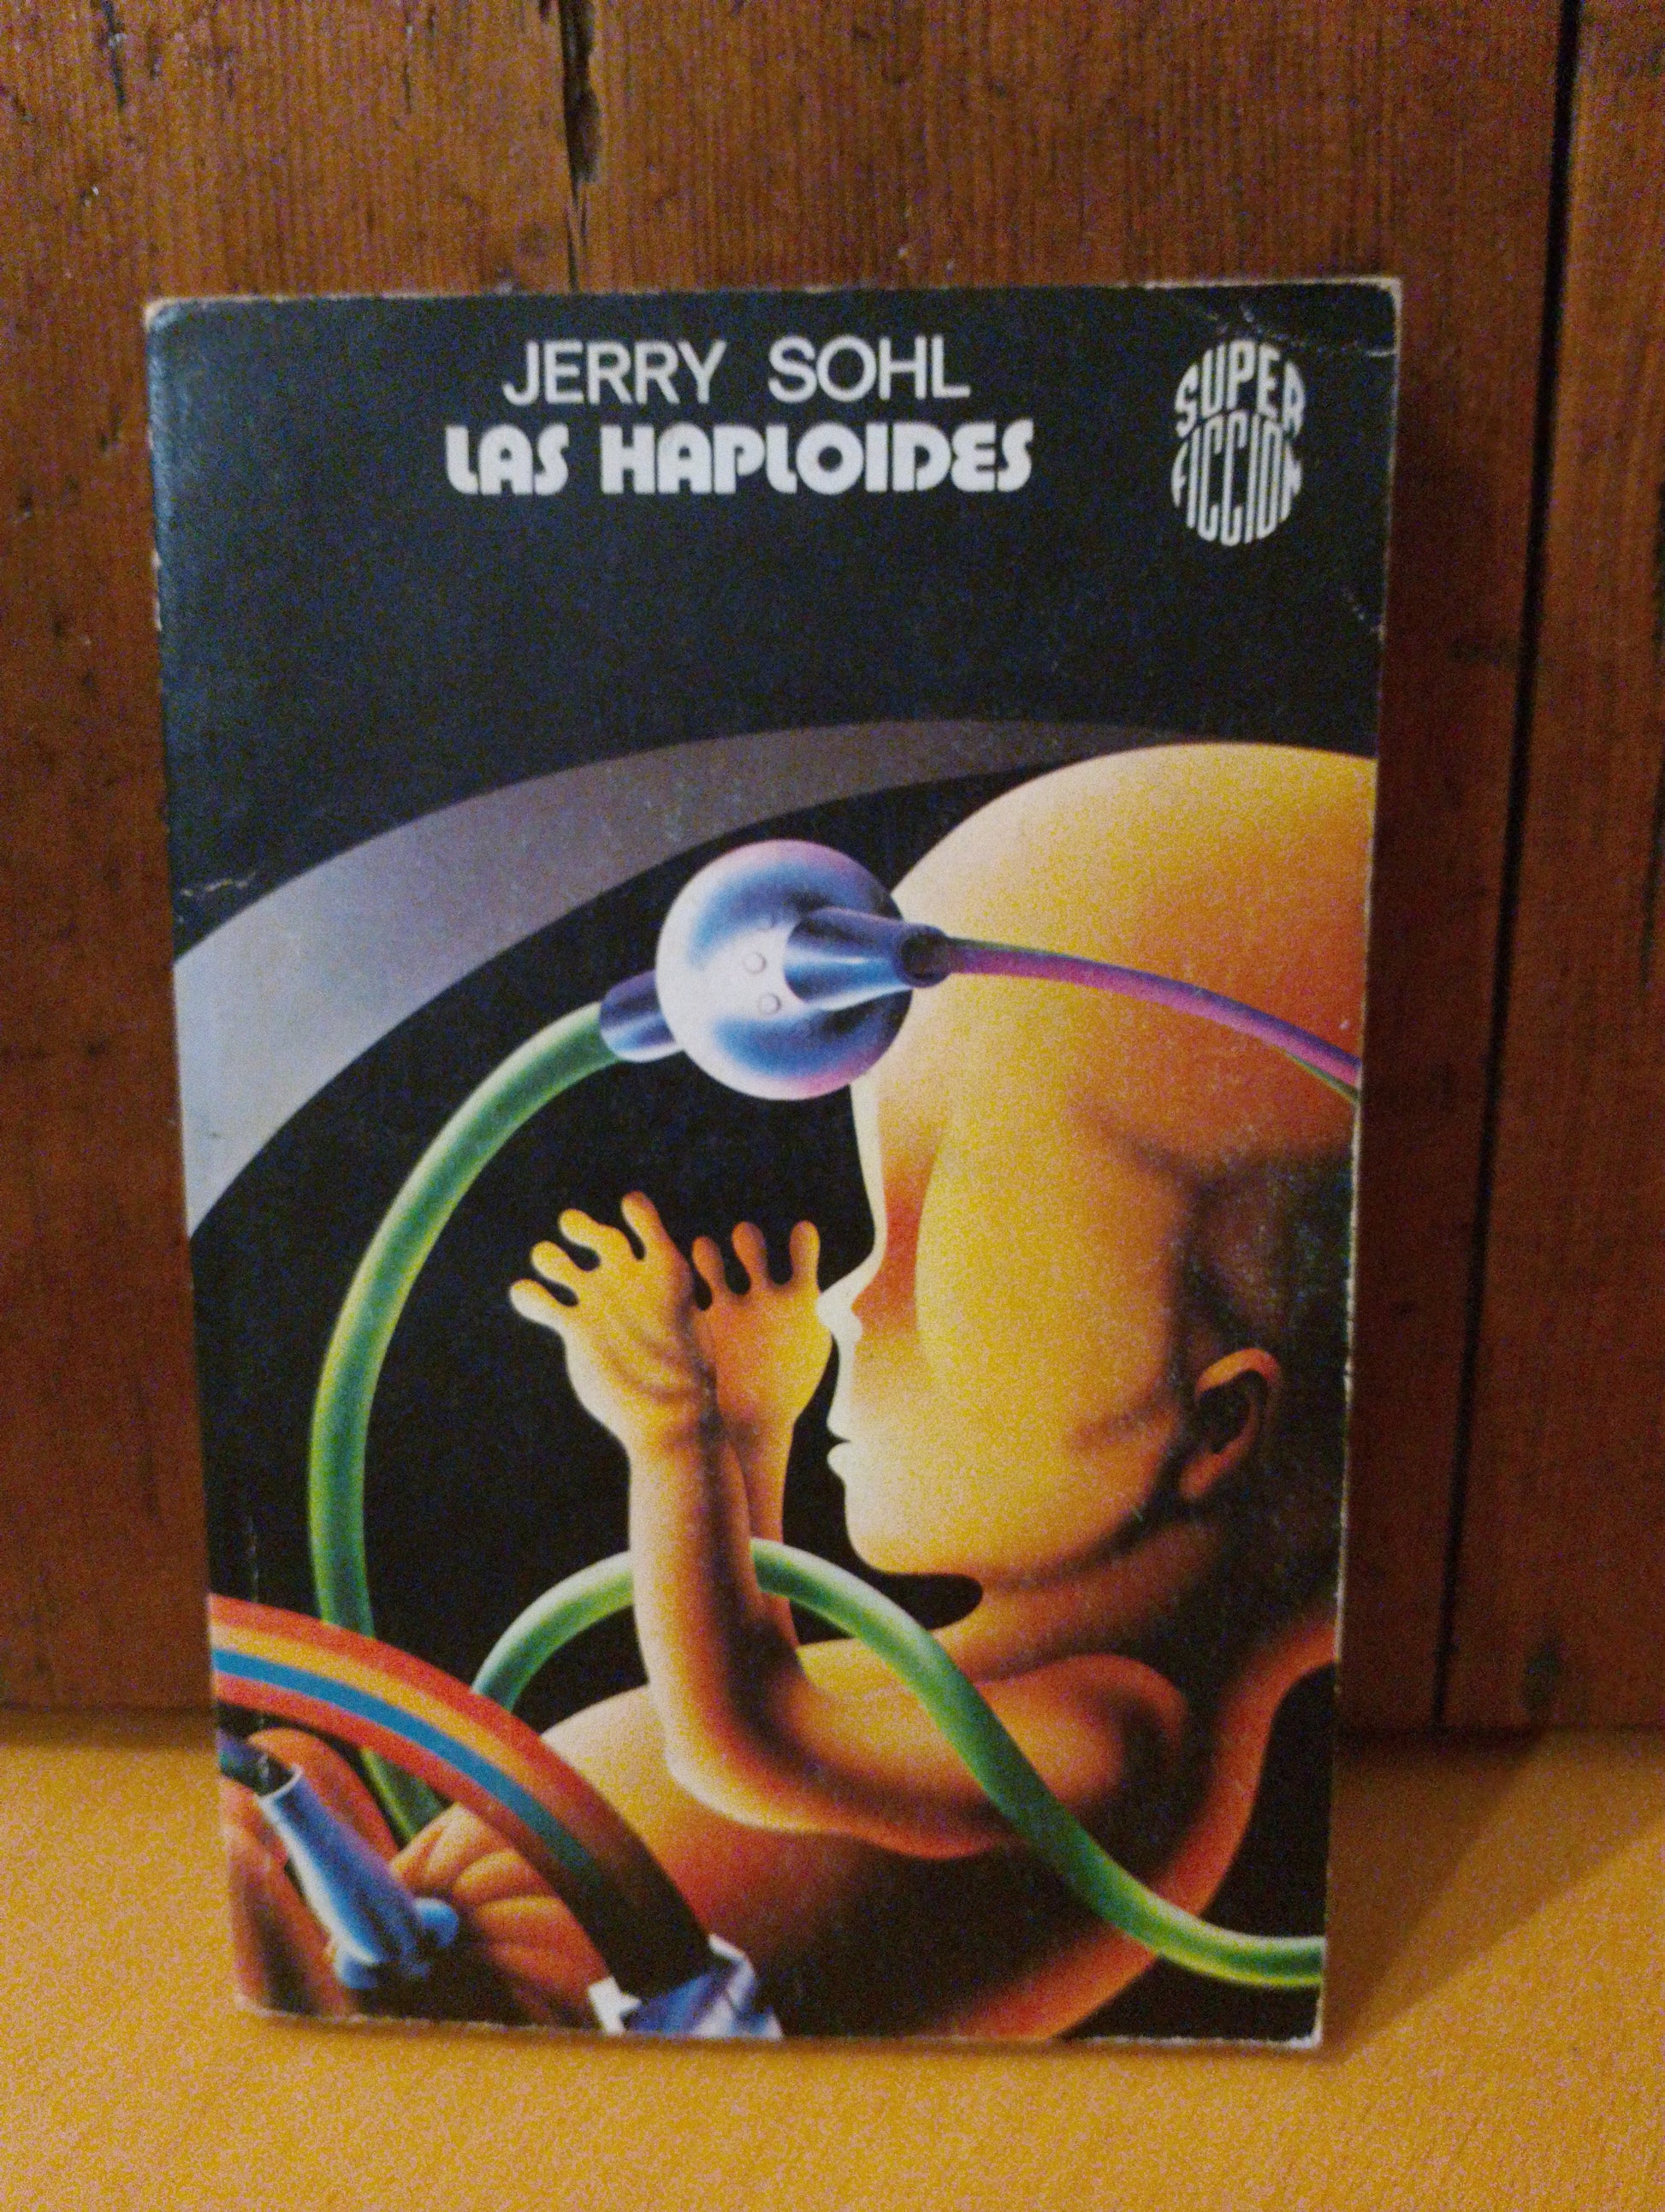 JERRY SOHL
LAS HAPLOIDES
SUPER
FICCION